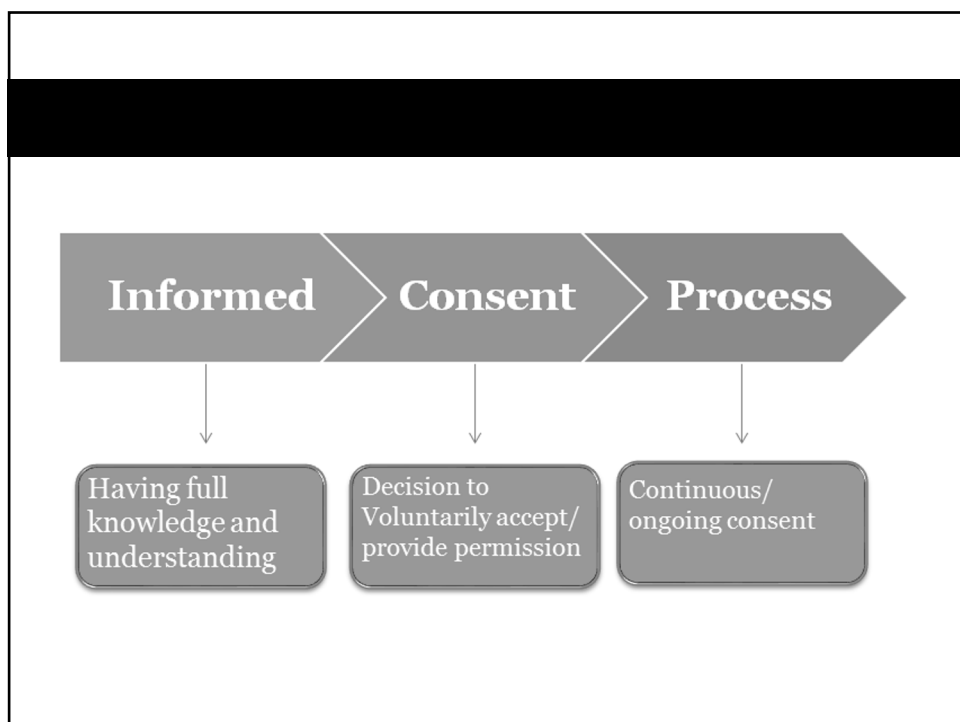 Informed
Consent
Process
Having full
knowledge and
understanding
Decision to
Voluntarily accept/
provide permission
Continuous/
ongoing consent